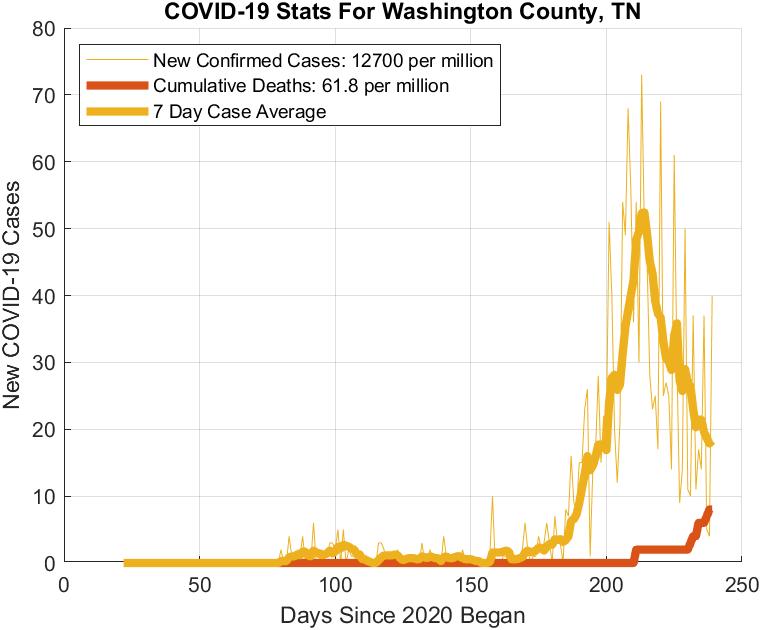 COVID-19 Stats For Washington County, TN
New Confirmed Cases: 12700 per million
Cumulative Deaths: 61.8 per million
7 Day Case Average
New COVID-19 Cases
80
70
60
50
40
30
20
10
0
0 50 100 150 200 250
Days Since 2020 Began